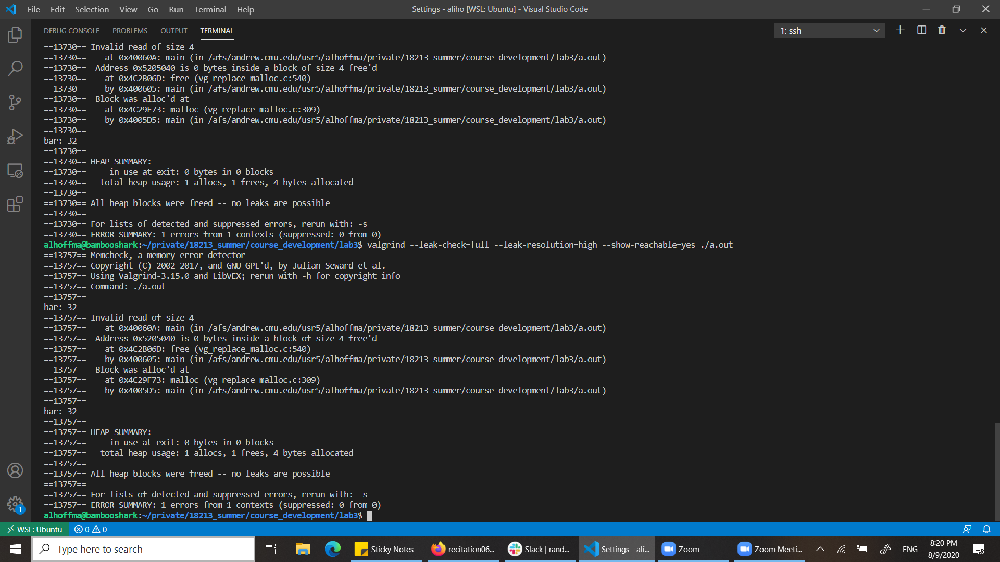 File Edit Selection View Go Run Terminal Help
Settings - aliho [WSL: Ubuntu] - Visual Studio Code
DEBUG CONSOLE PROBLEMS OUTPUT TERMINAL
1: ssh
==13730== Invalid read of size 4
==13730==    at 0x40060A: main (in /afs/andrew.cmu.edu/usr5/alhoffma/private/18213_summer/course_development/lab3/a.out)
==13730==  Address 0x5205040 is 0 bytes inside a block of size 4 free'd
==13730==    at 0x4C2B06D: free (vg_replace_malloc.c:540)
==13730==    by 0x400605: main (in /afs/andrew.cmu.edu/usr5/alhoffma/private/18213_summer/course_development/lab3/a.out)
==13730==  Block was alloc'd at
==13730==    at 0x4C29F73: malloc (vg_replace_malloc.c:309)
==13730==    by 0x4005D5: main (in /afs/andrew.cmu.edu/usr5/alhoffma/private/18213_summer/course_development/lab3/a.out)
==13730==
bar: 32
==13730==
==13730== HEAP SUMMARY:
==13730==     in use at exit: 0 bytes in 0 blocks
==13730==   total heap usage: 1 allocs, 1 frees, 4 bytes allocated
==13730==
==13730== All heap blocks were freed -- no leaks are possible
==13730==
==13730== For lists of detected and suppressed errors, rerun with: -s
==13730== ERROR SUMMARY: 1 errors from 1 contexts (suppressed: 0 from 0)
alhoffma@bambooshark:~/private/18213_summer/course_development/lab3$ valgrind --leak-check=full --leak-resolution=high --show-reachable=yes ./a.out
==13757== Memcheck, a memory error detector
==13757== Copyright (C) 2002-2017, and GNU GPL'd, by Julian Seward et al.
==13757== Using Valgrind-3.15.0 and LibVEX; rerun with -h for copyright info
==13757== Command: ./a.out
==13757==
bar: 32
==13757== Invalid read of size 4
==13757==    at 0x40060A: main (in /afs/andrew.cmu.edu/usr5/alhoffma/private/18213_summer/course_development/lab3/a.out)
==13757==  Address 0x5205040 is 0 bytes inside a block of size 4 free'd
==13757==    at 0x4C2B06D: free (vg_replace_malloc.c:540)
==13757==    by 0x400605: main (in /afs/andrew.cmu.edu/usr5/alhoffma/private/18213_summer/course_development/lab3/a.out)
==13757==  Block was alloc'd at
==13757==    at 0x4C29F73: malloc (vg_replace_malloc.c:309)
==13757==    by 0x4005D5: main (in /afs/andrew.cmu.edu/usr5/alhoffma/private/18213_summer/course_development/lab3/a.out)
==13757==
bar: 32
==13757==
==13757== HEAP SUMMARY:
==13757==     in use at exit: 0 bytes in 0 blocks
==13757==   total heap usage: 1 allocs, 1 frees, 4 bytes allocated
==13757==
==13757== All heap blocks were freed -- no leaks are possible
==13757==
==13757== For lists of detected and suppressed errors, rerun with: -s
==13757== ERROR SUMMARY: 1 errors from 1 contexts (suppressed: 0 from 0)
alhoffma@bambooshark:~/private/18213_summer/course_development/lab3$
1
WSL: Ubuntu 0 0
Type here to search
Sticky Notes
recitation06...
Slack | rand...
Settings - ali...
Zoom
Zoom Meeti...
ENG
8:20 PM
8/9/2020